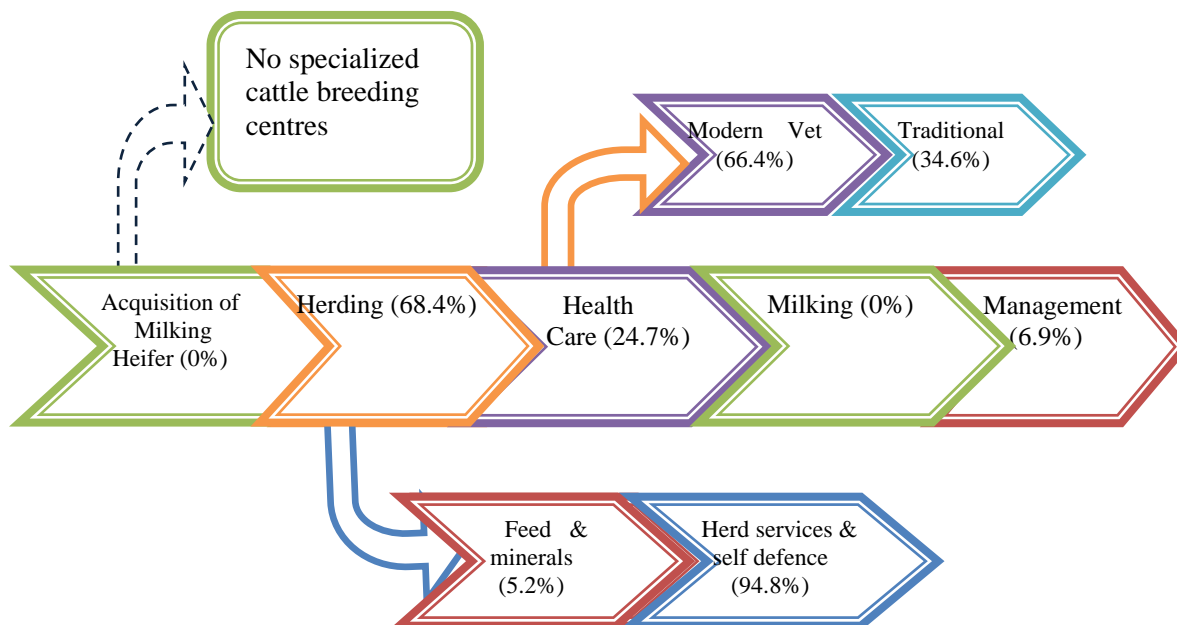 No specialized
cattle breeding
centres
Modern Vet
(66.4%)
Traditional
(34.6%)
Acquisition of
Milking
Heifer (0%)
Herding (68.4%)
Health
Care (24.7%)
Milking (0%)
Management
(6.9%)
Feed &
minerals
(5.2%)
Herd services &
self defence
(94.8%)